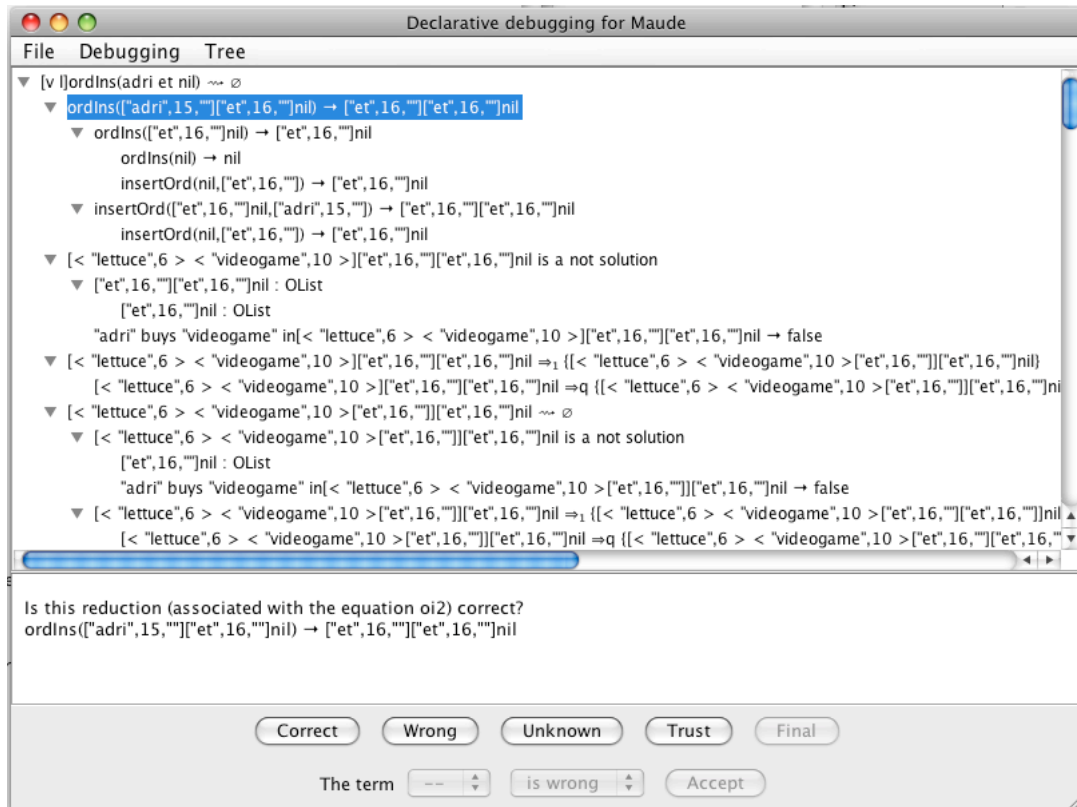 Declarative debugging for Maude
File Debugging Tree
[v l]ordIns(adri et nil) ⇝ ∅
ordIns(["adri",15,""]["et",16,""]nil) → ["et",16,""]["et",16,""]nil
ordIns(["et",16,""]nil) → ["et",16,""]nil
ordIns(nil) → nil
insertOrd(nil,["et",16,""]) → ["et",16,""]nil
insertOrd(["et",16,""]nil,["adri",15,""]) → ["et",16,""]["et",16,""]nil
insertOrd(nil,["et",16,""]) → ["et",16,""]nil
[< "lettuce",6 > < "videogame",10 >]["et",16,""]["et",16,""]nil is a not solution
["et",16,""]["et",16,""]nil : OList
["et",16,""]nil : OList
"adri" buys "videogame" in[< "lettuce",6 > < "videogame",10 >]["et",16,""]["et",16,""]nil → false
[< "lettuce",6 > < "videogame",10 >]["et",16,""]["et",16,""]nil ⇒₁ {[< "lettuce",6 > < "videogame",10 >["et",16,""]]["et",16,""]nil}
[< "lettuce",6 > < "videogame",10 >]["et",16,""]["et",16,""]nil ⇒q {[< "lettuce",6 > < "videogame",10 >["et",16,""]]["et",16,""]ni
[< "lettuce",6 > < "videogame",10 >["et",16,""]]["et",16,""]nil ⇝ ∅
[< "lettuce",6 > < "videogame",10 >["et",16,""]]["et",16,""]nil is a not solution
["et",16,""]nil : OList
"adri" buys "videogame" in[< "lettuce",6 > < "videogame",10 >["et",16,""]]["et",16,""]nil → false
[< "lettuce",6 > < "videogame",10 >["et",16,""]]["et",16,""]nil ⇒₁ {[< "lettuce",6 > < "videogame",10 >["et",16,""]["et",16,""]]nil
[< "lettuce",6 > < "videogame",10 >["et",16,""]]["et",16,""]nil ⇒q {[< "lettuce",6 > < "videogame",10 >["et",16,""]["et",16,"
Is this reduction (associated with the equation oi2) correct?
ordIns(["adri",15,""]["et",16,""]nil) → ["et",16,""]["et",16,""]nil
Correct Wrong Unknown Trust Final
The term -- is wrong Accept